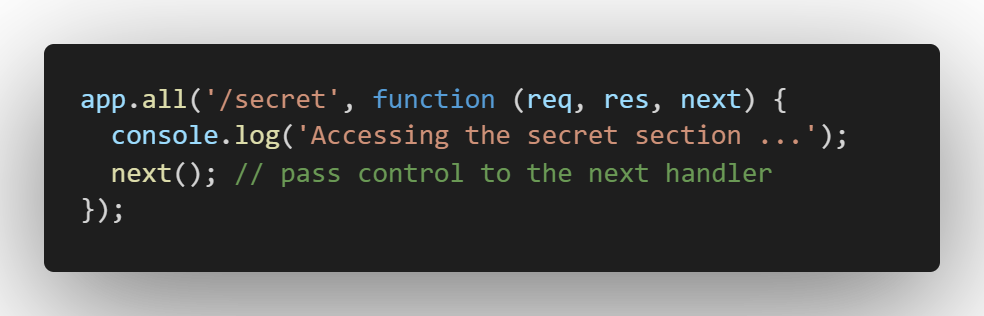 app.all('/secret', function (req, res, next) {
  console.log('Accessing the secret section ...');
  next(); // pass control to the next handler
});